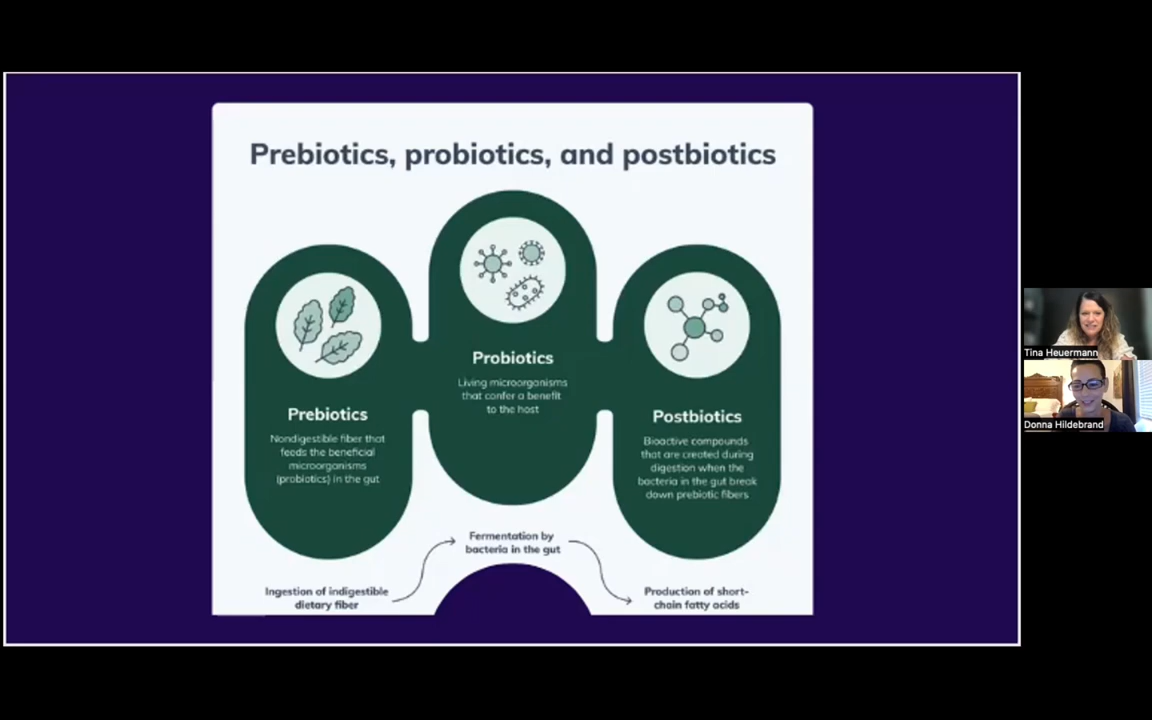 Prebiotics, probiotics, and postbiotics
Prebiotics
Nondigestible fiber that
feeds the beneficial
microorganisms
(probiotics) in the gut
Probiotics
Living microorganisms
that confer a benefit
to the host
Postbiotics
Bioactive compounds
that are created during
digestion when the
bacteria in the gut break
down prebiotic fibers
Ingestion of indigestible
dietary fiber
Fermentation by
bacteria in the gut
Production of short-
chain fatty acids
Tina Heuermann
Donna Hildebrand